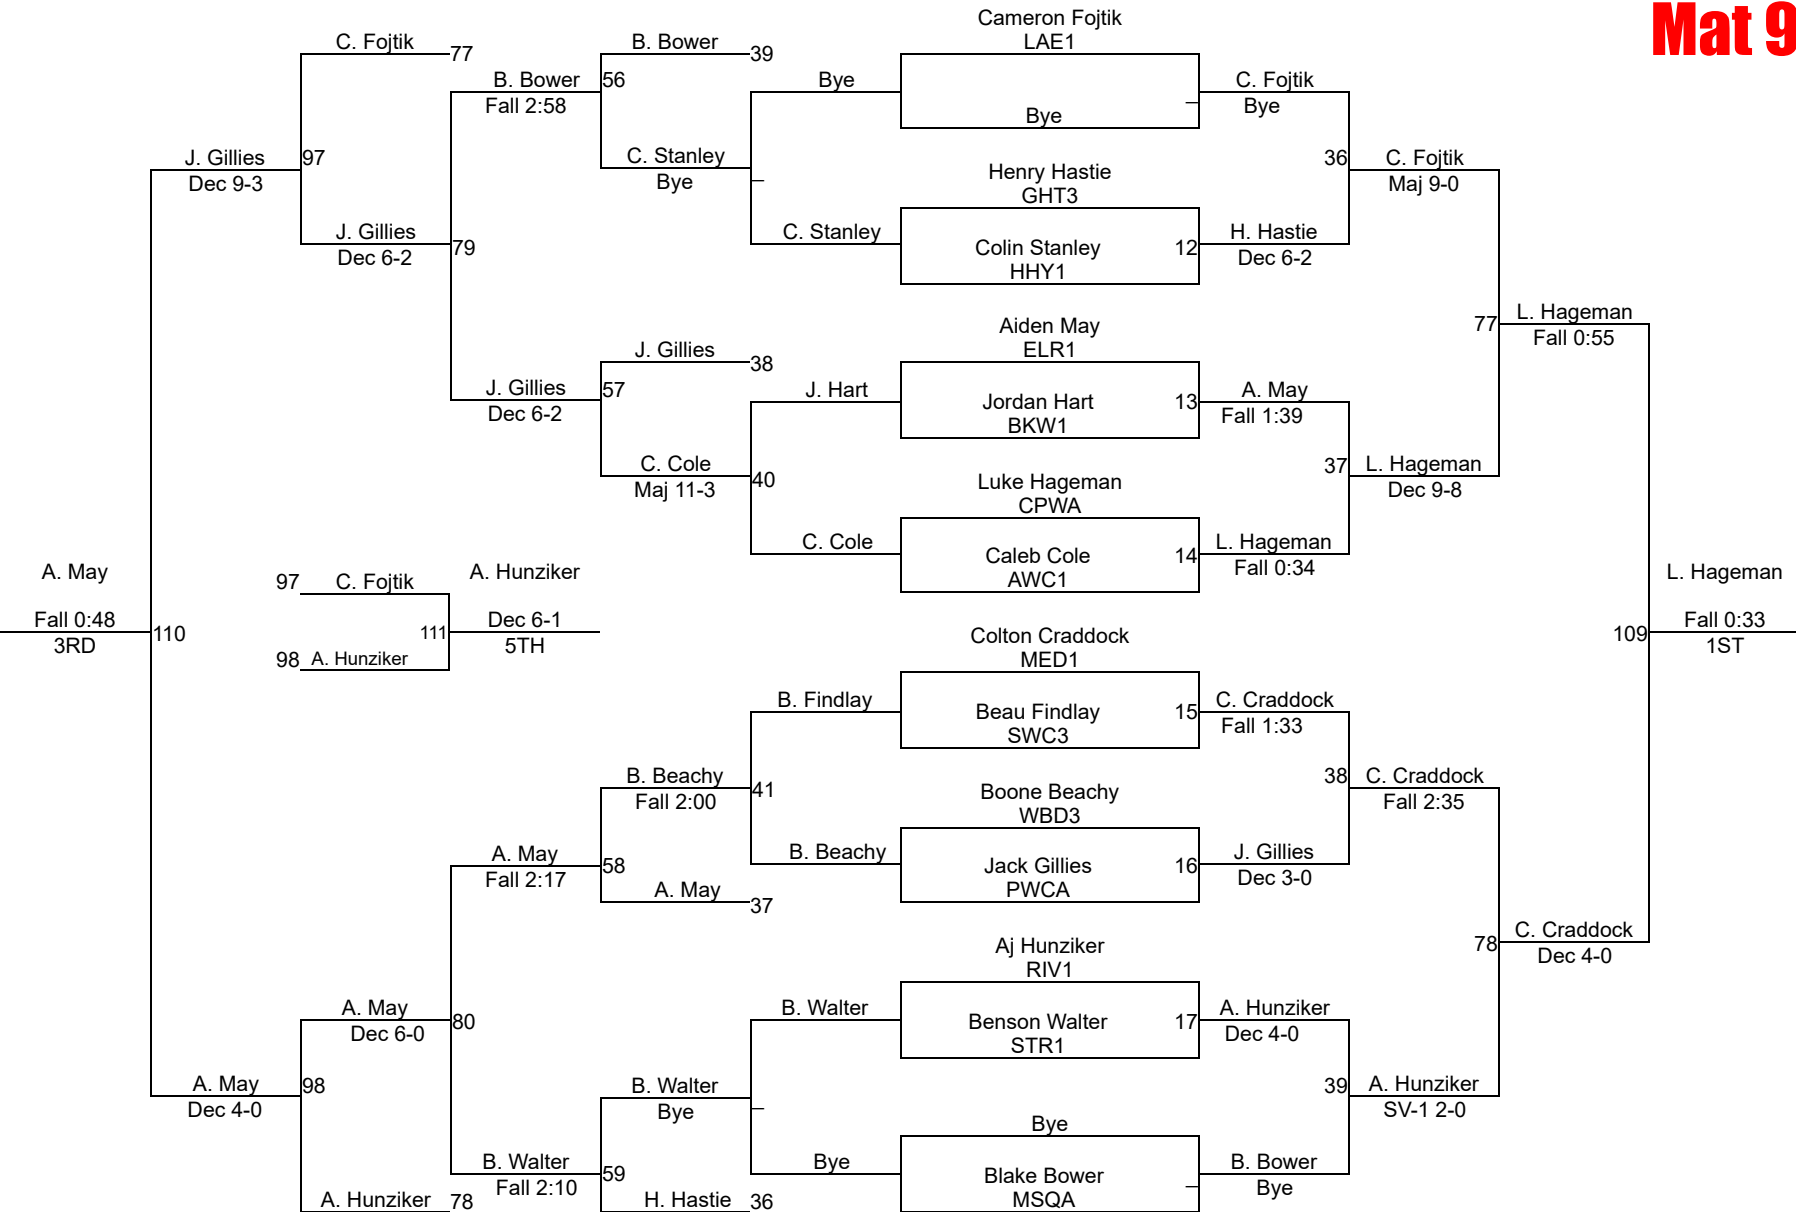 Mat 9
Cameron Fojtik
LAE1
C. Fojtik
77
B. Bower
39
B. Bower
56
Fall 2:58
Bye
Bye
C. Fojtik
Bye
C. Stanley
Bye
J. Gillies
97
Dec 9-3
36
C. Fojtik
Maj 9-0
Henry Hastie
GHT3
J. Gillies
Dec 6-2
79
C. Stanley
Colin Stanley
HHY1
12
H. Hastie
Dec 6-2
Aiden May
ELR1
77
L. Hageman
Fall 0:55
J. Gillies
38
J. Gillies
57
Dec 6-2
J. Hart
Jordan Hart
BKW1
13
A. May
Fall 1:39
C. Cole
Maj 11-3
40
37
L. Hageman
Dec 9-8
Luke Hageman
CPWA
C. Cole
Caleb Cole
AWC1
14
L. Hageman
Fall 0:34
A. May
Fall 0:48
3RD
110
97
C. Fojtik
98
A. Hunziker
111
A. Hunziker
Dec 6-1
5TH
109
L. Hageman
Fall 0:33
1ST
Colton Craddock
MED1
B. Findlay
Beau Findlay
SWC3
15
C. Craddock
Fall 1:33
B. Beachy
Fall 2:00
41
38
C. Craddock
Fall 2:35
Boone Beachy
WBD3
A. May
Fall 2:17
58
B. Beachy
Jack Gillies
PWCA
16
J. Gillies
Dec 3-0
A. May
37
78
C. Craddock
Dec 4-0
Aj Hunziker
RIV1
A. May
Dec 6-0
80
B. Walter
Benson Walter
STR1
17
A. Hunziker
Dec 4-0
A. May
Dec 4-0
98
B. Walter
Bye
39
A. Hunziker
SV-1 2-0
Bye
B. Walter
Fall 2:10
59
Bye
Blake Bower
MSQA
B. Bower
Bye
A. Hunziker
78
H. Hastie
36